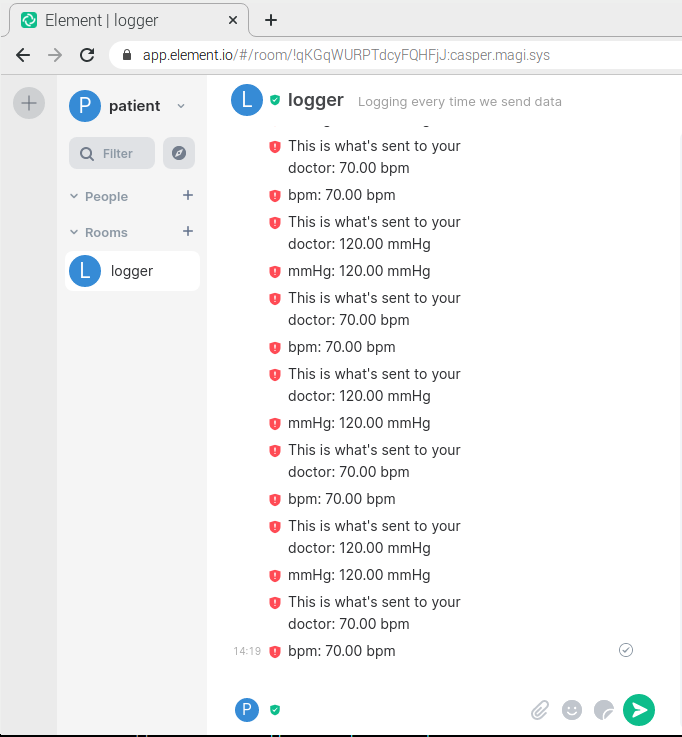 Element | logger
app.element.io/#/room/!qKGqWURPTdcyFQHFjJ:casper.magi.sys
P patient
Filter
People
Rooms
L logger
L logger Logging every time we send data
This is what's sent to your
doctor: 70.00 bpm
bpm: 70.00 bpm
This is what's sent to your
doctor: 120.00 mmHg
mmHg: 120.00 mmHg
This is what's sent to your
doctor: 70.00 bpm
bpm: 70.00 bpm
This is what's sent to your
doctor: 120.00 mmHg
mmHg: 120.00 mmHg
This is what's sent to your
doctor: 70.00 bpm
bpm: 70.00 bpm
This is what's sent to your
doctor: 120.00 mmHg
mmHg: 120.00 mmHg
This is what's sent to your
doctor: 70.00 bpm
14:19 bpm: 70.00 bpm
P